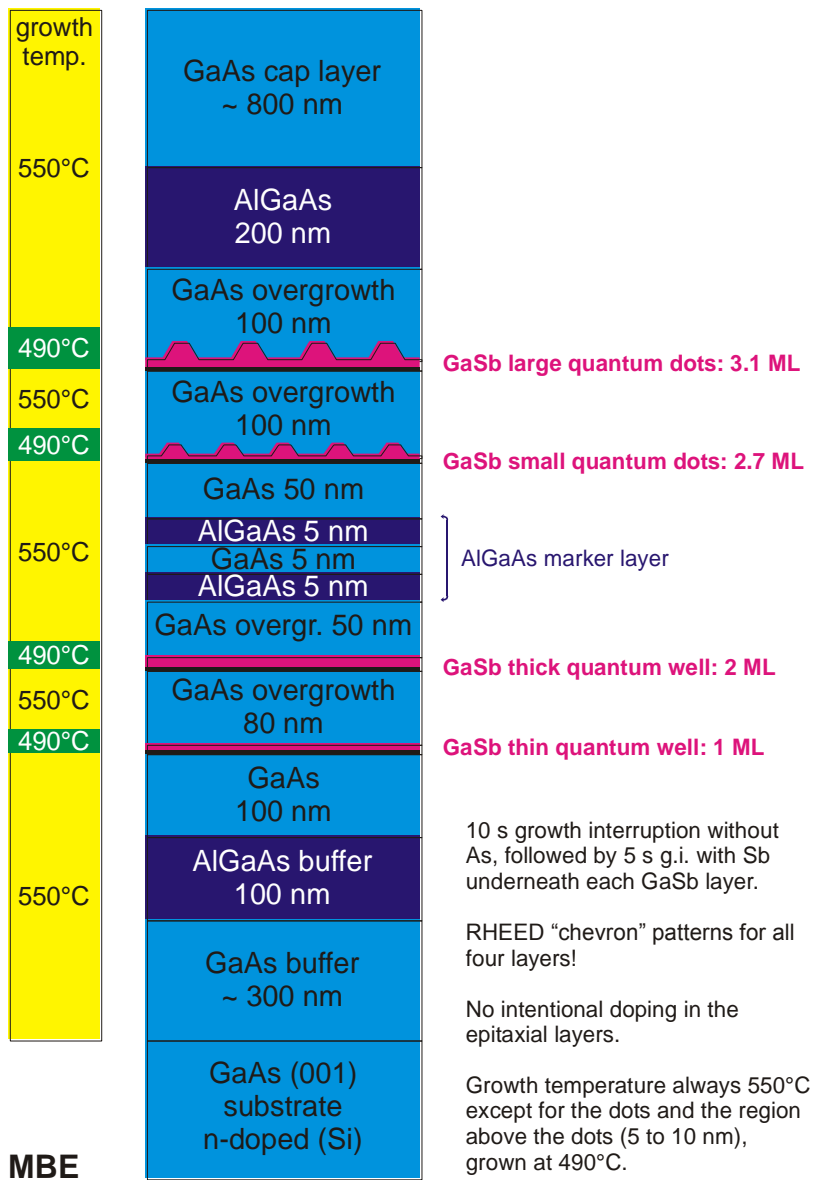 growth
temp.
550°C
490°C
550°C
490°C
550°C
490°C
550°C
490°C
550°C
MBE
GaAs cap layer
~ 800 nm
AlGaAs
200 nm
GaAs overgrowth
100 nm
GaAs overgrowth
100 nm
GaAs 50 nm
AlGaAs 5 nm
GaAs 5 nm
AlGaAs 5 nm
GaAs overgr. 50 nm
GaAs overgrowth
80 nm
GaAs
100 nm
AlGaAs buffer
100 nm
GaAs buffer
~ 300 nm
GaAs (001)
substrate
n-doped (Si)
GaSb large quantum dots: 3.1 ML
GaSb small quantum dots: 2.7 ML
AlGaAs marker layer
GaSb thick quantum well: 2 ML
GaSb thin quantum well: 1 ML
10 s growth interruption without
As, followed by 5 s g.i. with Sb
underneath each GaSb layer.
RHEED “chevron” patterns for all
four layers!
No intentional doping in the
epitaxial layers.
Growth temperature always 550°C
except for the dots and the region
above the dots (5 to 10 nm),
grown at 490°C.